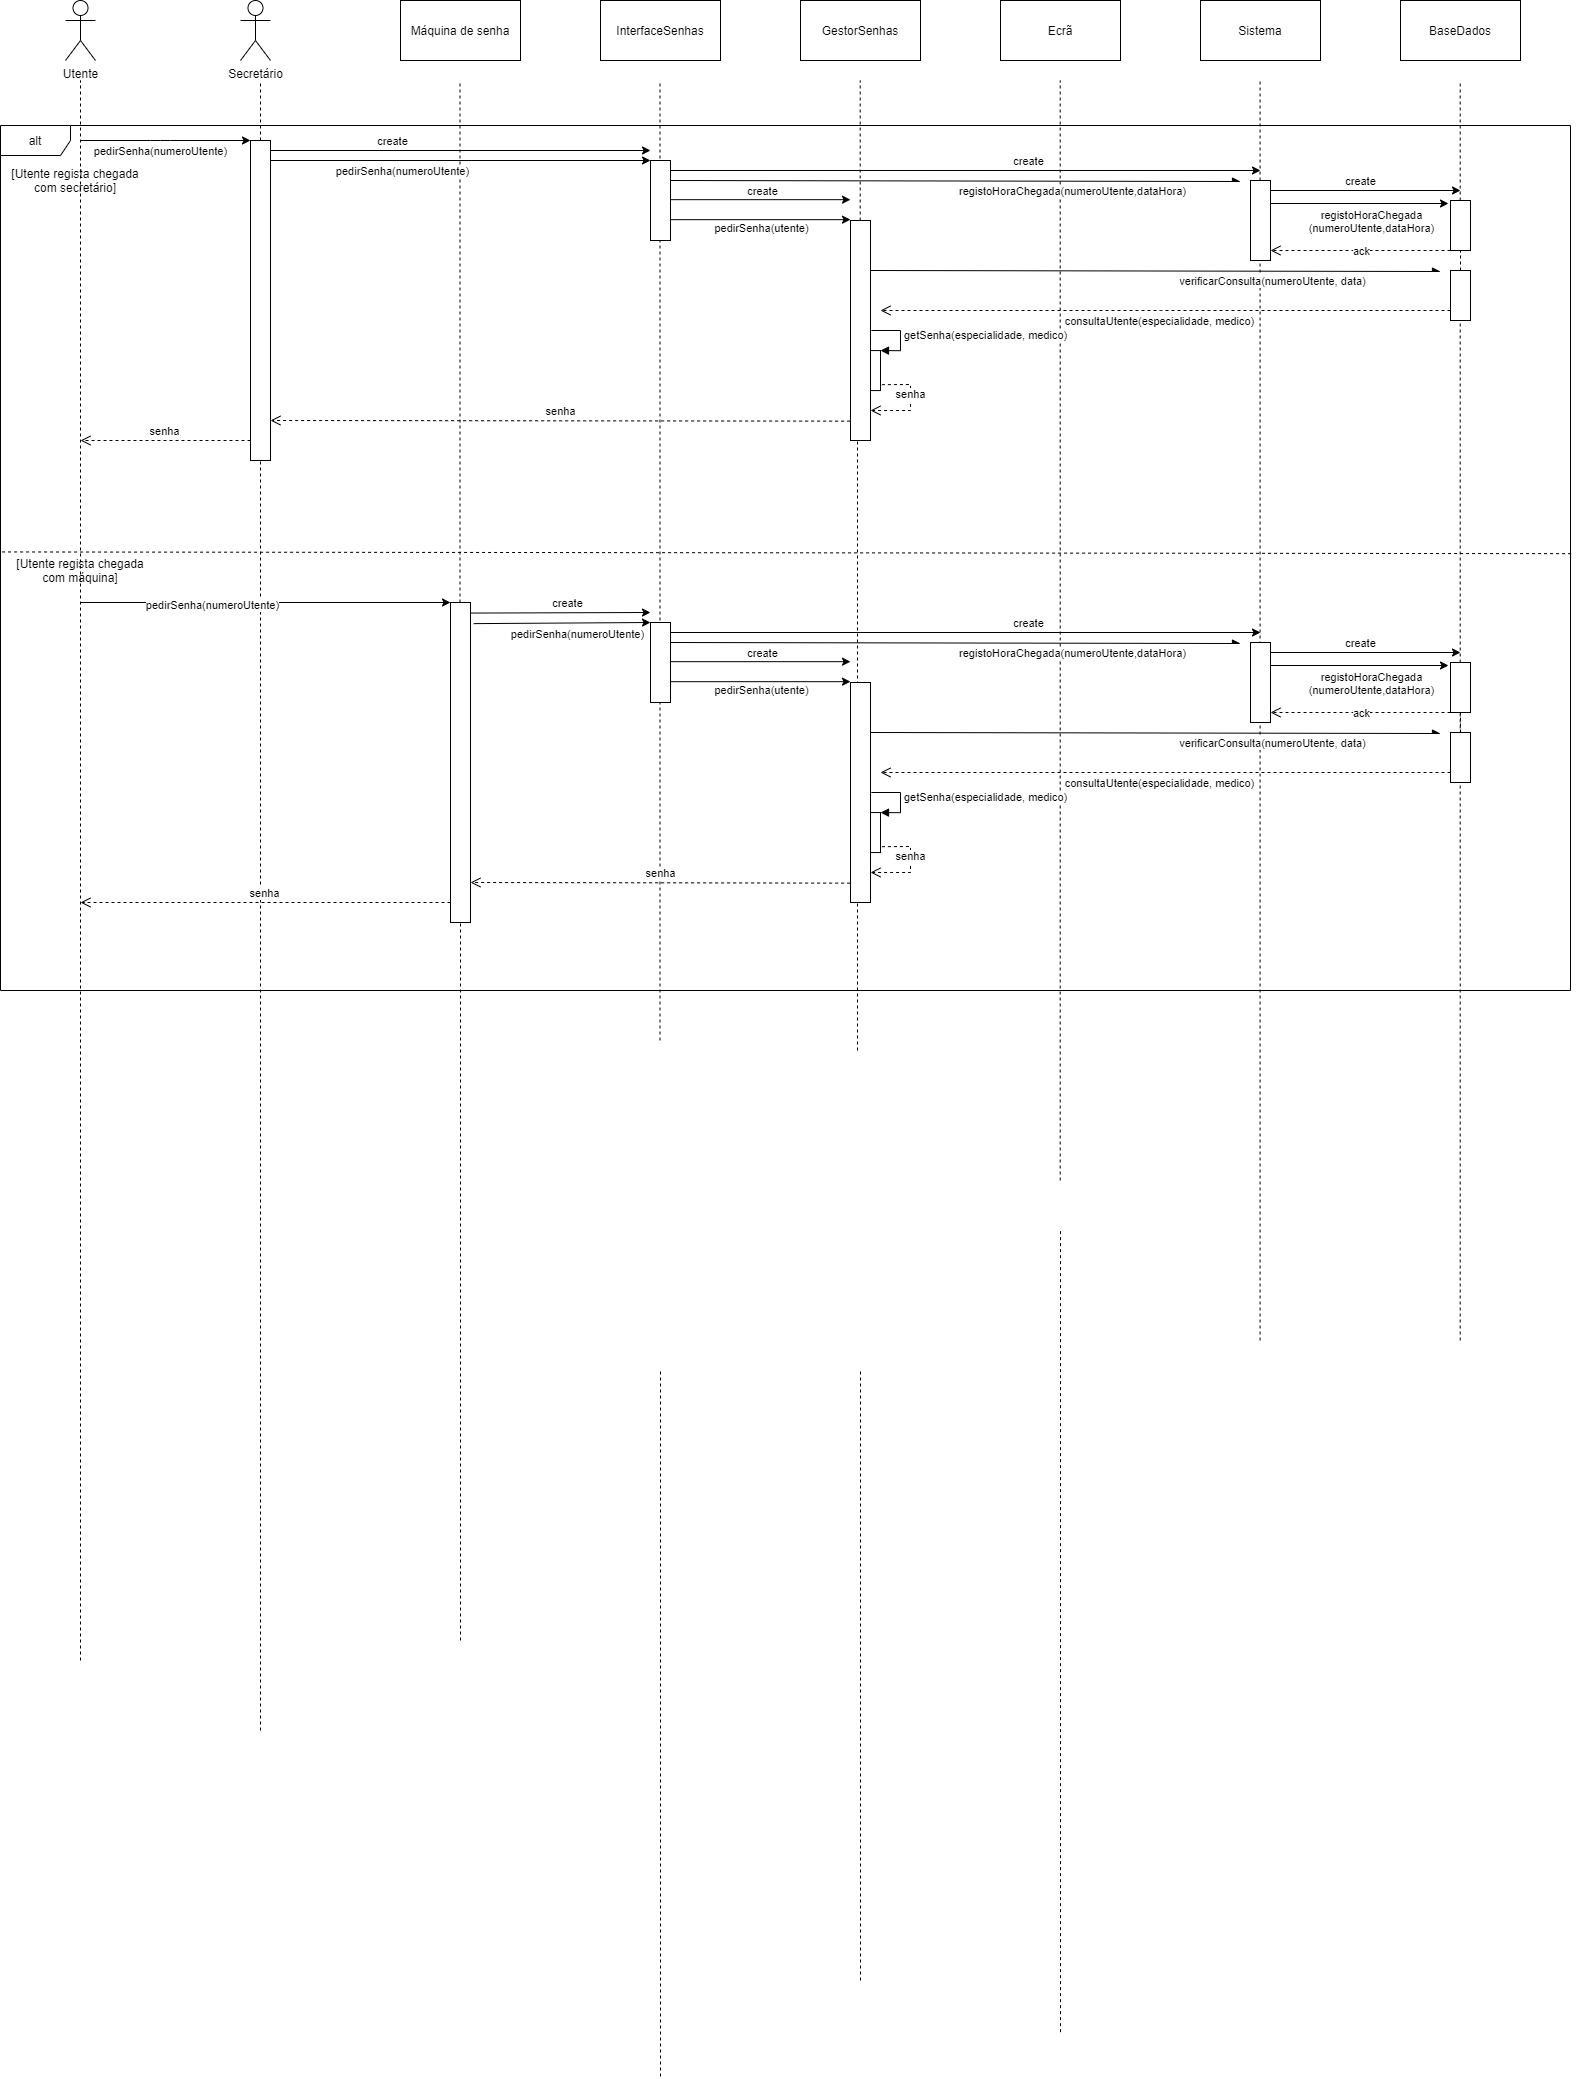 Utente
Secretário
Máquina de senha
InterfaceSenhas
GestorSenhas
Ecrã
Sistema
BaseDados
alt
[Utente regista chegada
com secretário]
pedirSenha(numeroUtente)
create
pedirSenha(numeroUtente)
create
registoHoraChegada(numeroUtente,dataHora)
create
pedirSenha(utente)
create
registoHoraChegada
(numeroUtente,dataHora)
ack
verificarConsulta(numeroUtente, data)
consultaUtente(especialidade, medico)
getSenha(especialidade, medico)
senha
senha
senha
[Utente regista chegada
com máquina]
pedirSenha(numeroUtente)
create
pedirSenha(numeroUtente)
create
registoHoraChegada(numeroUtente,dataHora)
create
pedirSenha(utente)
create
registoHoraChegada
(numeroUtente,dataHora)
ack
verificarConsulta(numeroUtente, data)
consultaUtente(especialidade, medico)
getSenha(especialidade, medico)
senha
senha
senha